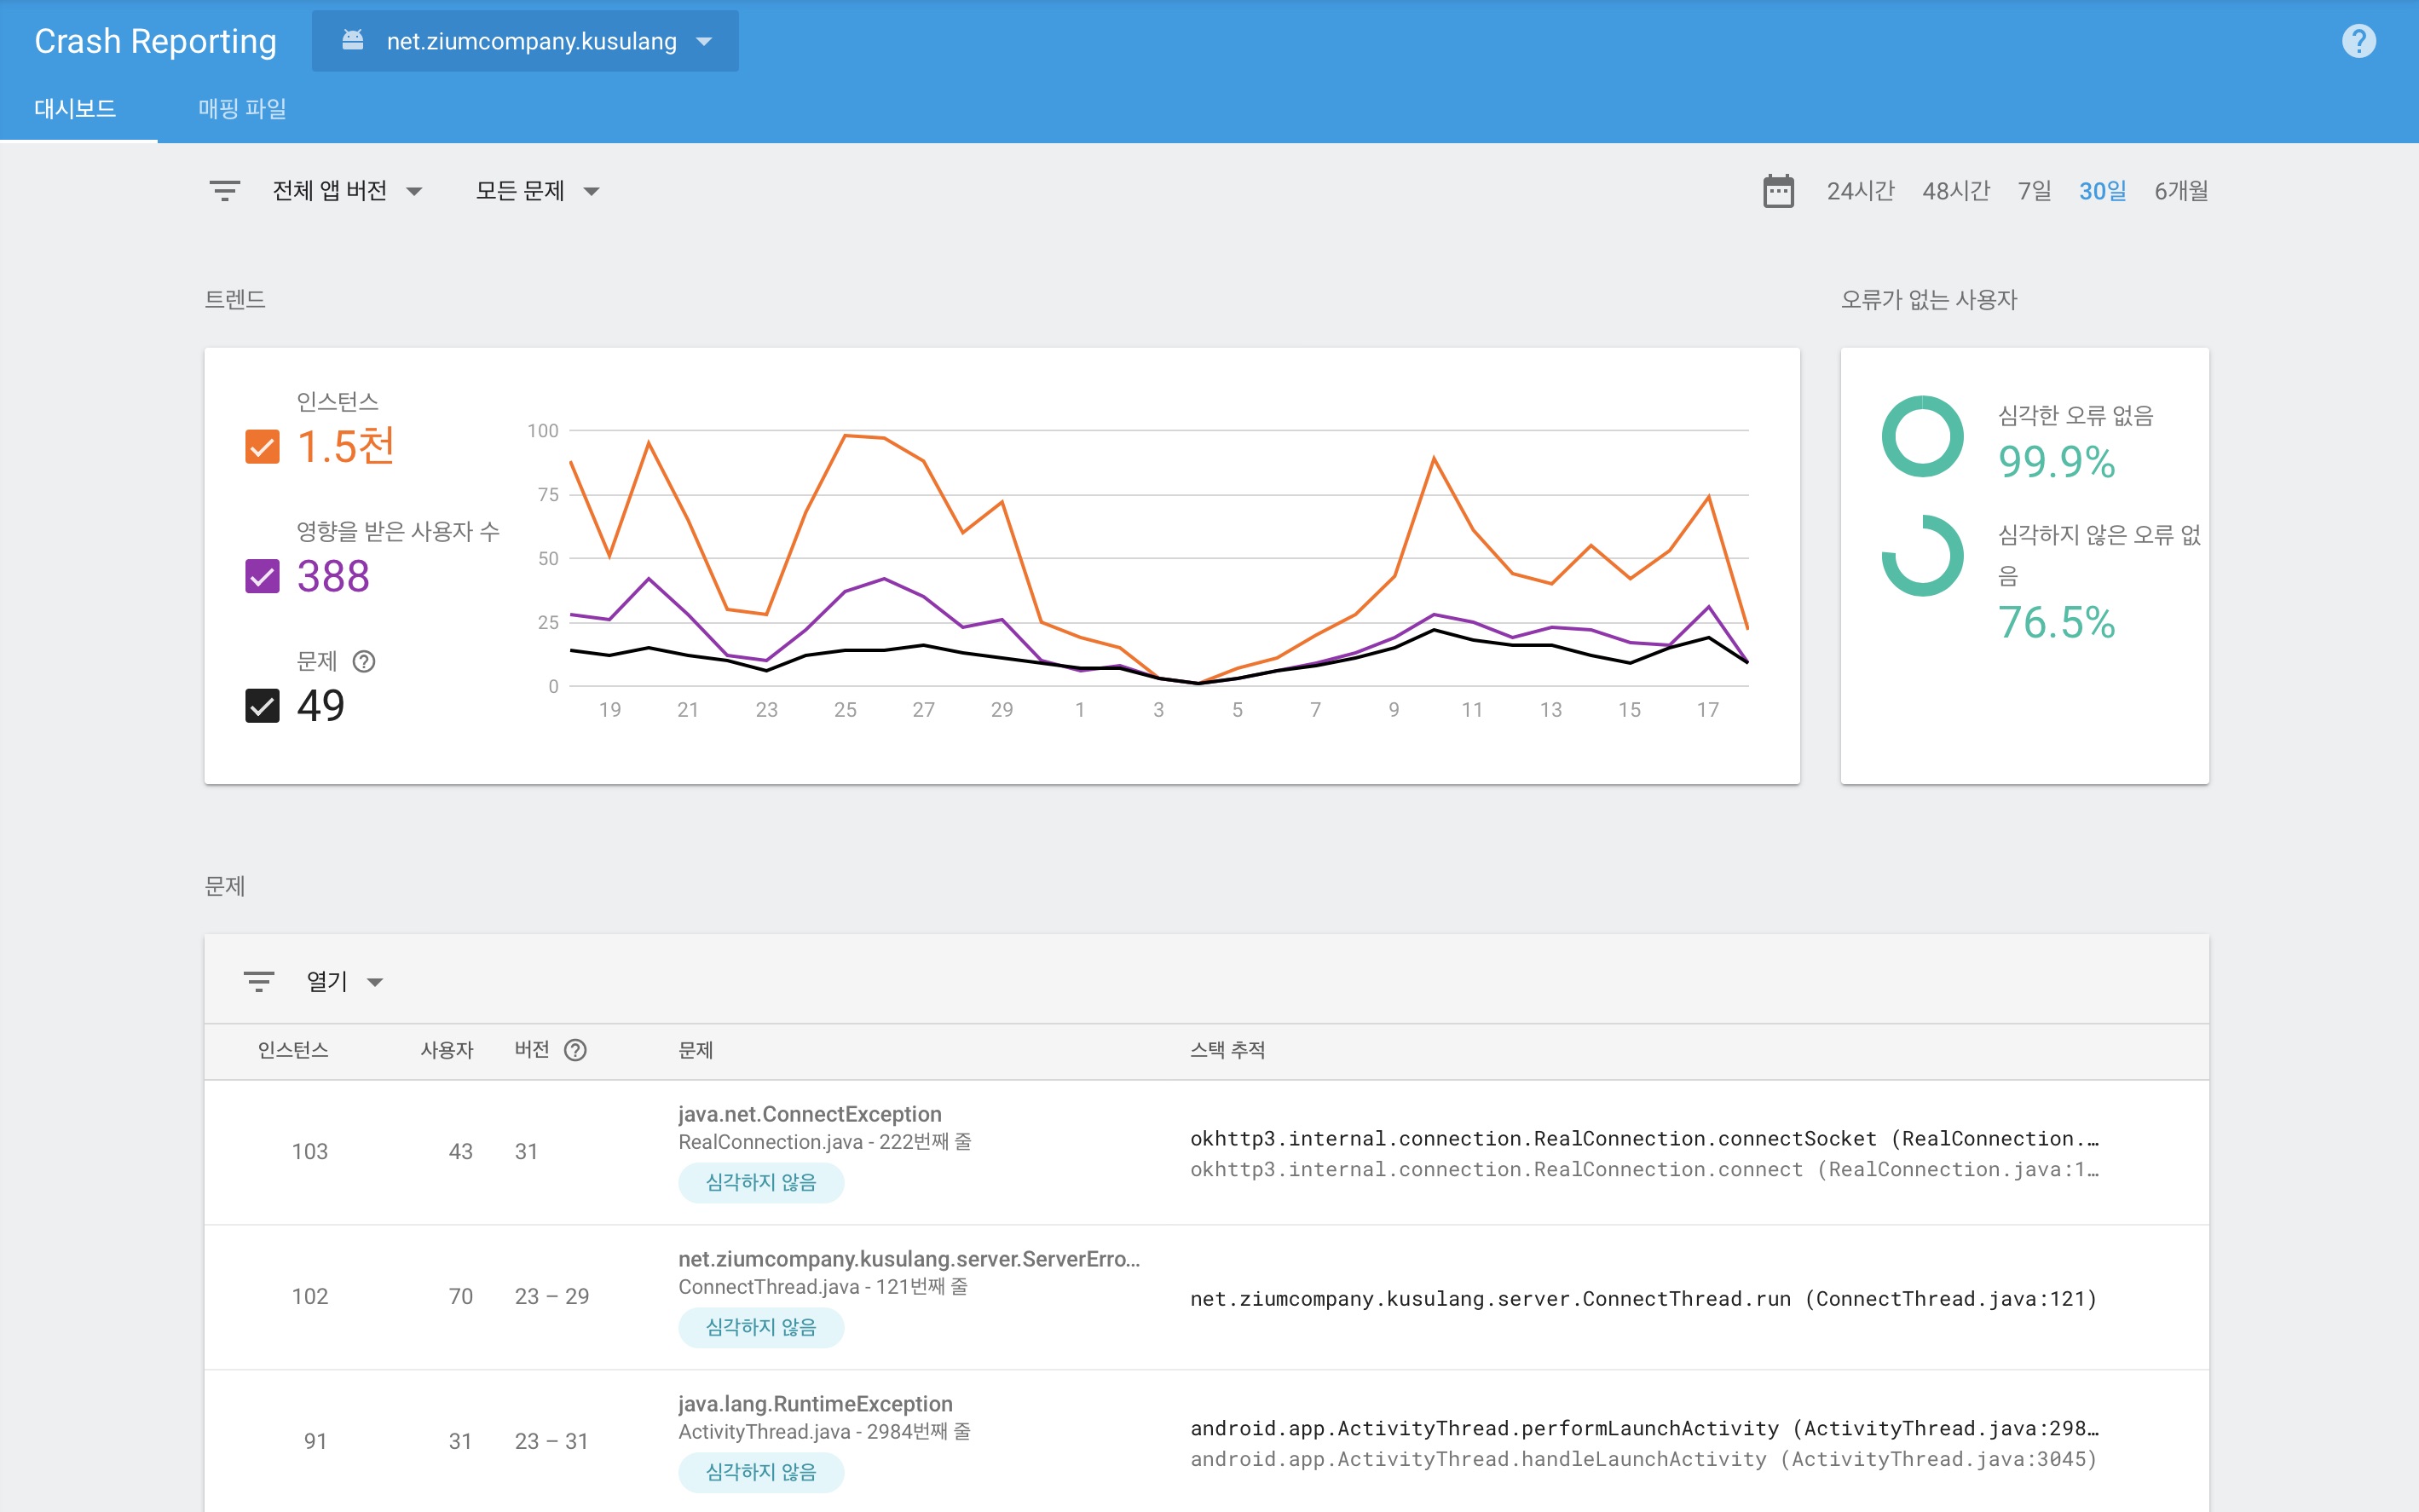 Crash Reporting
net.ziumcompany.kusulang
대시보드
매핑 파일
전체 앱 버전
모든 문제
24시간
48시간
7일
30일
6개월
트렌드
인스턴스
1.5천
영향을 받은 사용자 수
388
문제
49
100
75
50
25
0
19 21 23 25 27 29 1 3 5 7 9 11 13 15 17
오류가 없는 사용자
심각한 오류 없음
99.9%
심각하지 않은 오류 없
음
76.5%
문제
열기
인스턴스 사용자 버전 문제 스택 추적
103 43 31
java.net.ConnectException
RealConnection.java - 222번째 줄
심각하지 않음
okhttp3.internal.connection.RealConnection.connectSocket (RealConnection.…
okhttp3.internal.connection.RealConnection.connect (RealConnection.java:1…
102 70 23 – 29
net.ziumcompany.kusulang.server.ServerErro…
ConnectThread.java - 121번째 줄
심각하지 않음
net.ziumcompany.kusulang.server.ConnectThread.run (ConnectThread.java:121)
91 31 23 – 31
java.lang.RuntimeException
ActivityThread.java - 2984번째 줄
심각하지 않음
android.app.ActivityThread.performLaunchActivity (ActivityThread.java:298…
android.app.ActivityThread.handleLaunchActivity (ActivityThread.java:3045)